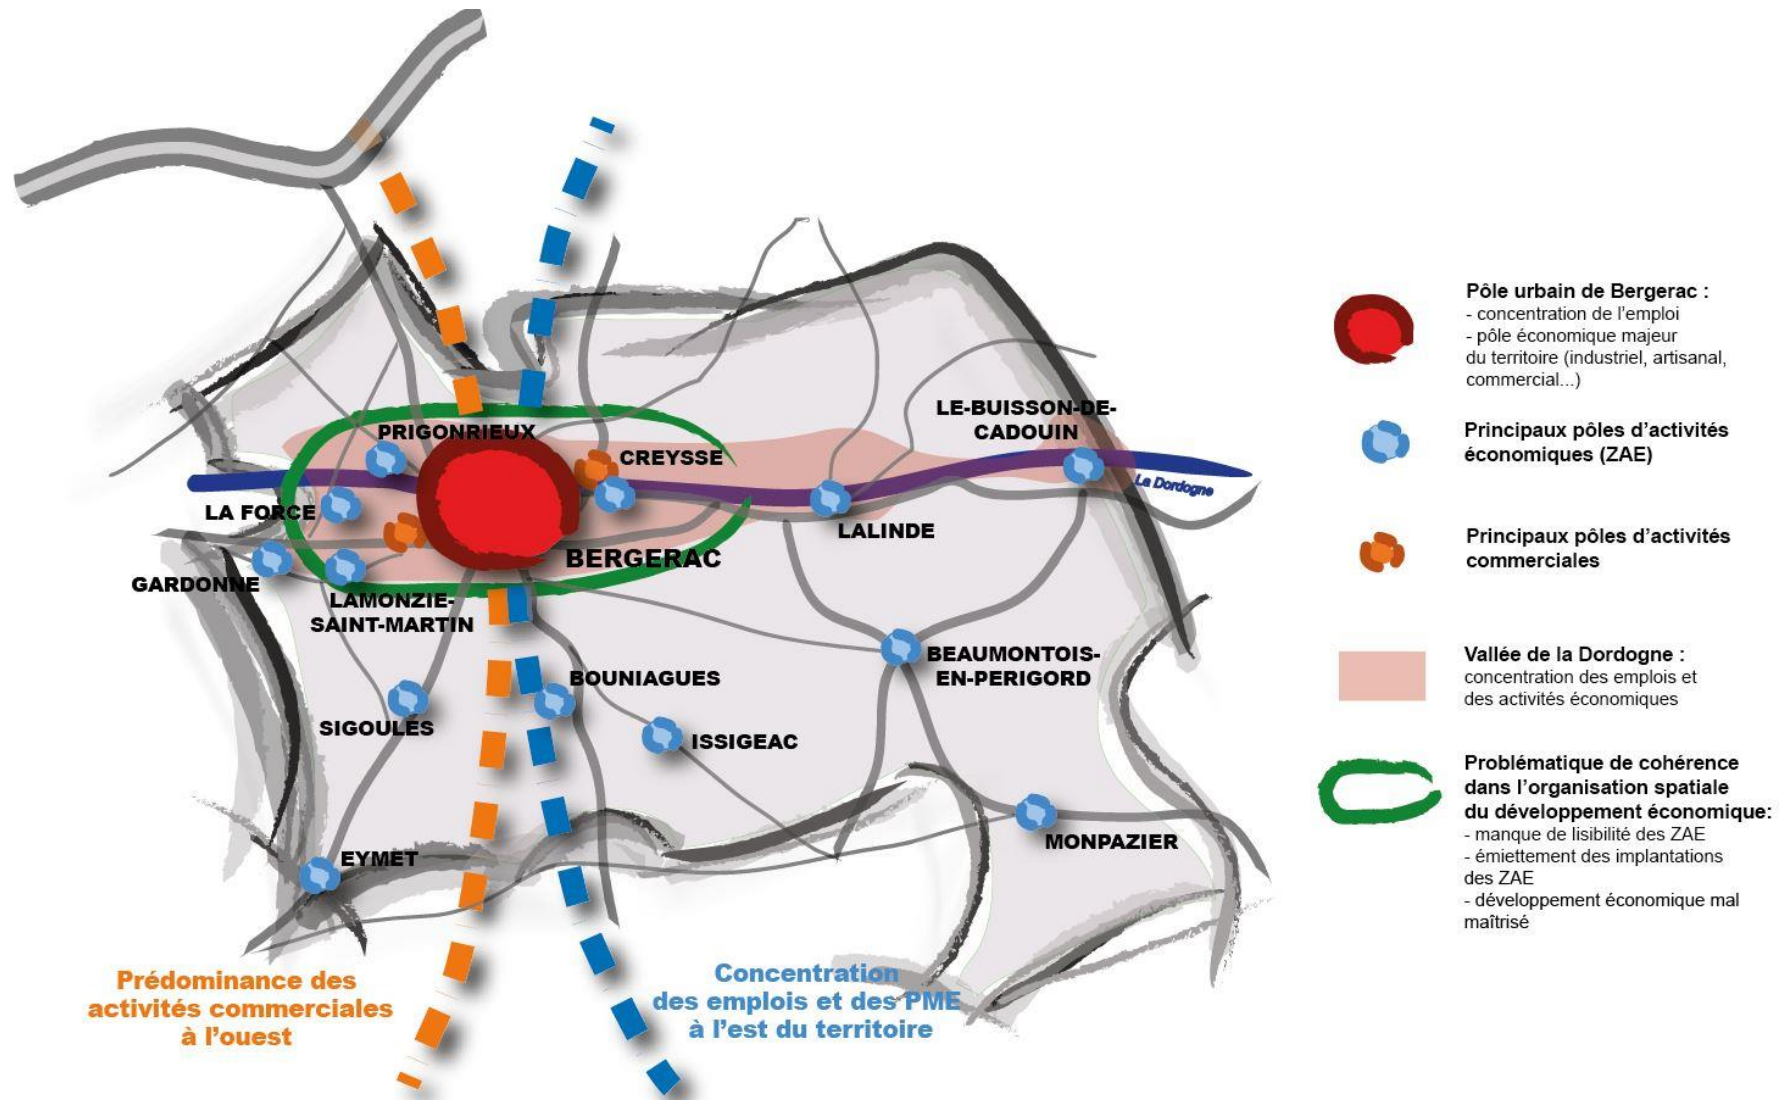 PRIGONRIEUX
CREYSSE
LE-BUISSON-DE-
CADOUIN
La Dordogne
LA FORCE
LALINDE
BERGERAC
GARDONNE
LAMONZIE-
SAINT-MARTIN
BEAUMONTOIS-
EN-PERIGORD
BOUNIAGUES
SIGOULES
ISSIGEAC
EYMET
MONPAZIER
Prédominance des
activités commerciales
à l'ouest
Concentration
des emplois et des PME
à l'est du territoire
Pôle urbain de Bergerac :
- concentration de l'emploi
- pôle économique majeur
du territoire (industriel, artisanal,
commercial...)
Principaux pôles d'activités
économiques (ZAE)
Principaux pôles d'activités
commerciales
Vallée de la Dordogne :
concentration des emplois et
des activités économiques
Problématique de cohérence
dans l'organisation spatiale
du développement économique:
- manque de lisibilité des ZAE
- émiettement des implantations
des ZAE
- développement économique mal
maîtrisé